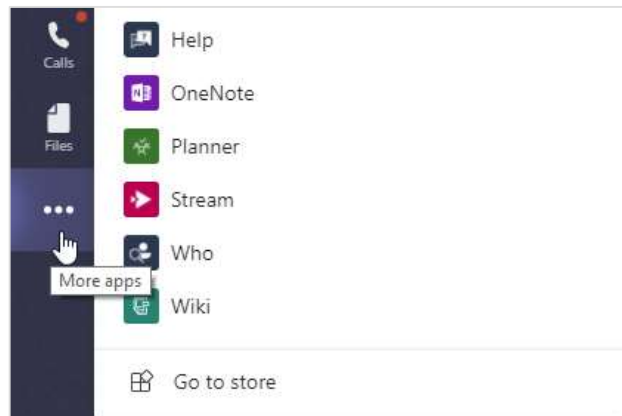 Calls
Files
More apps
Help
OneNote
Planner
Stream
Who
Wiki
Go to store